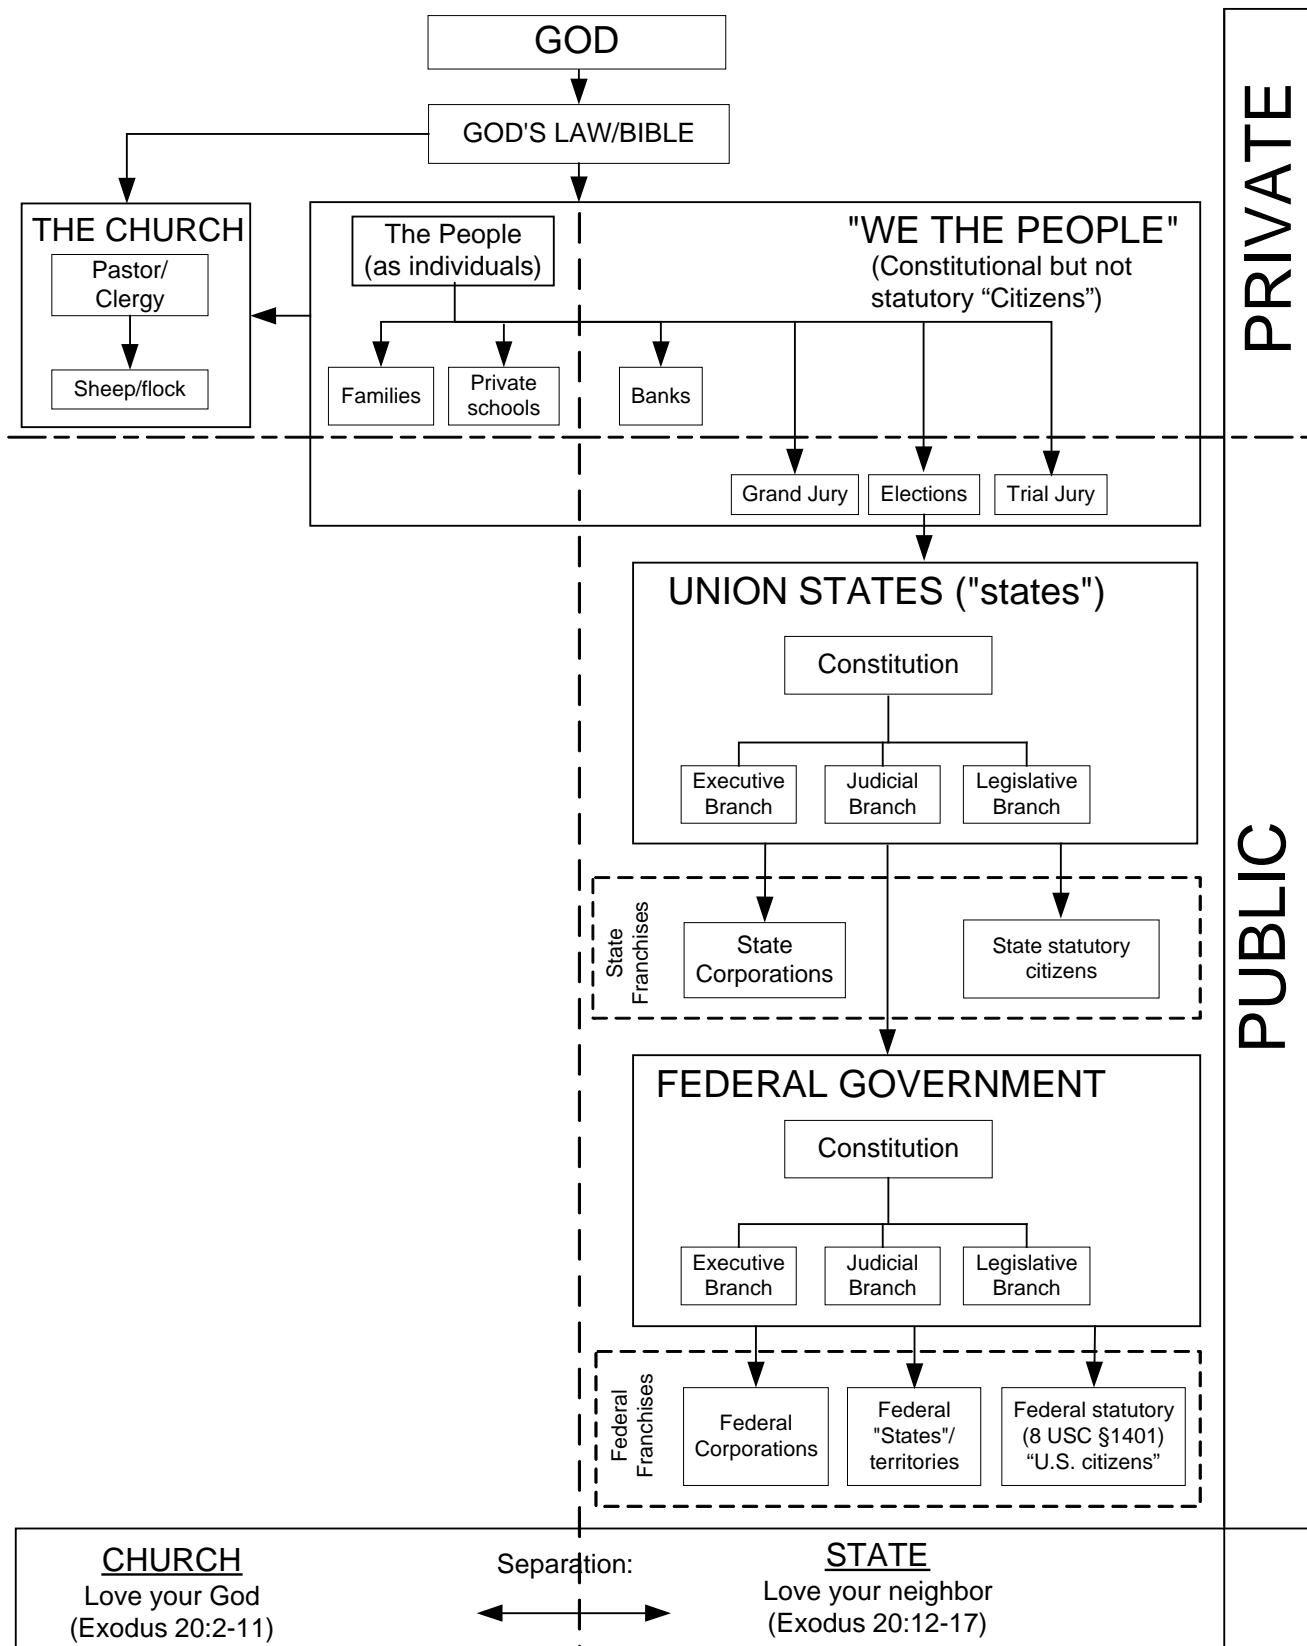 GOD
GOD'S LAW/BIBLE
PRIVATE
THE CHURCH
Pastor/
Clergy
Sheep/flock
The People
(as individuals)
"WE THE PEOPLE"
(Constitutional but not
statutory “Citizens”)
Families
Private
schools
Banks
Grand Jury
Elections
Trial Jury
PUBLIC
UNION STATES ("states")
Constitution
Executive
Branch
Judicial
Branch
Legislative
Branch
State
Franchises
State
Corporations
State statutory
citizens
FEDERAL GOVERNMENT
Constitution
Executive
Branch
Judicial
Branch
Legislative
Branch
Federal
Franchises
Federal
Corporations
Federal
"States"/
territories
Federal statutory
(8 USC §1401)
“U.S. citizens”
CHURCH
Love your God
(Exodus 20:2-11)
Separation:
STATE
Love your neighbor
(Exodus 20:12-17)